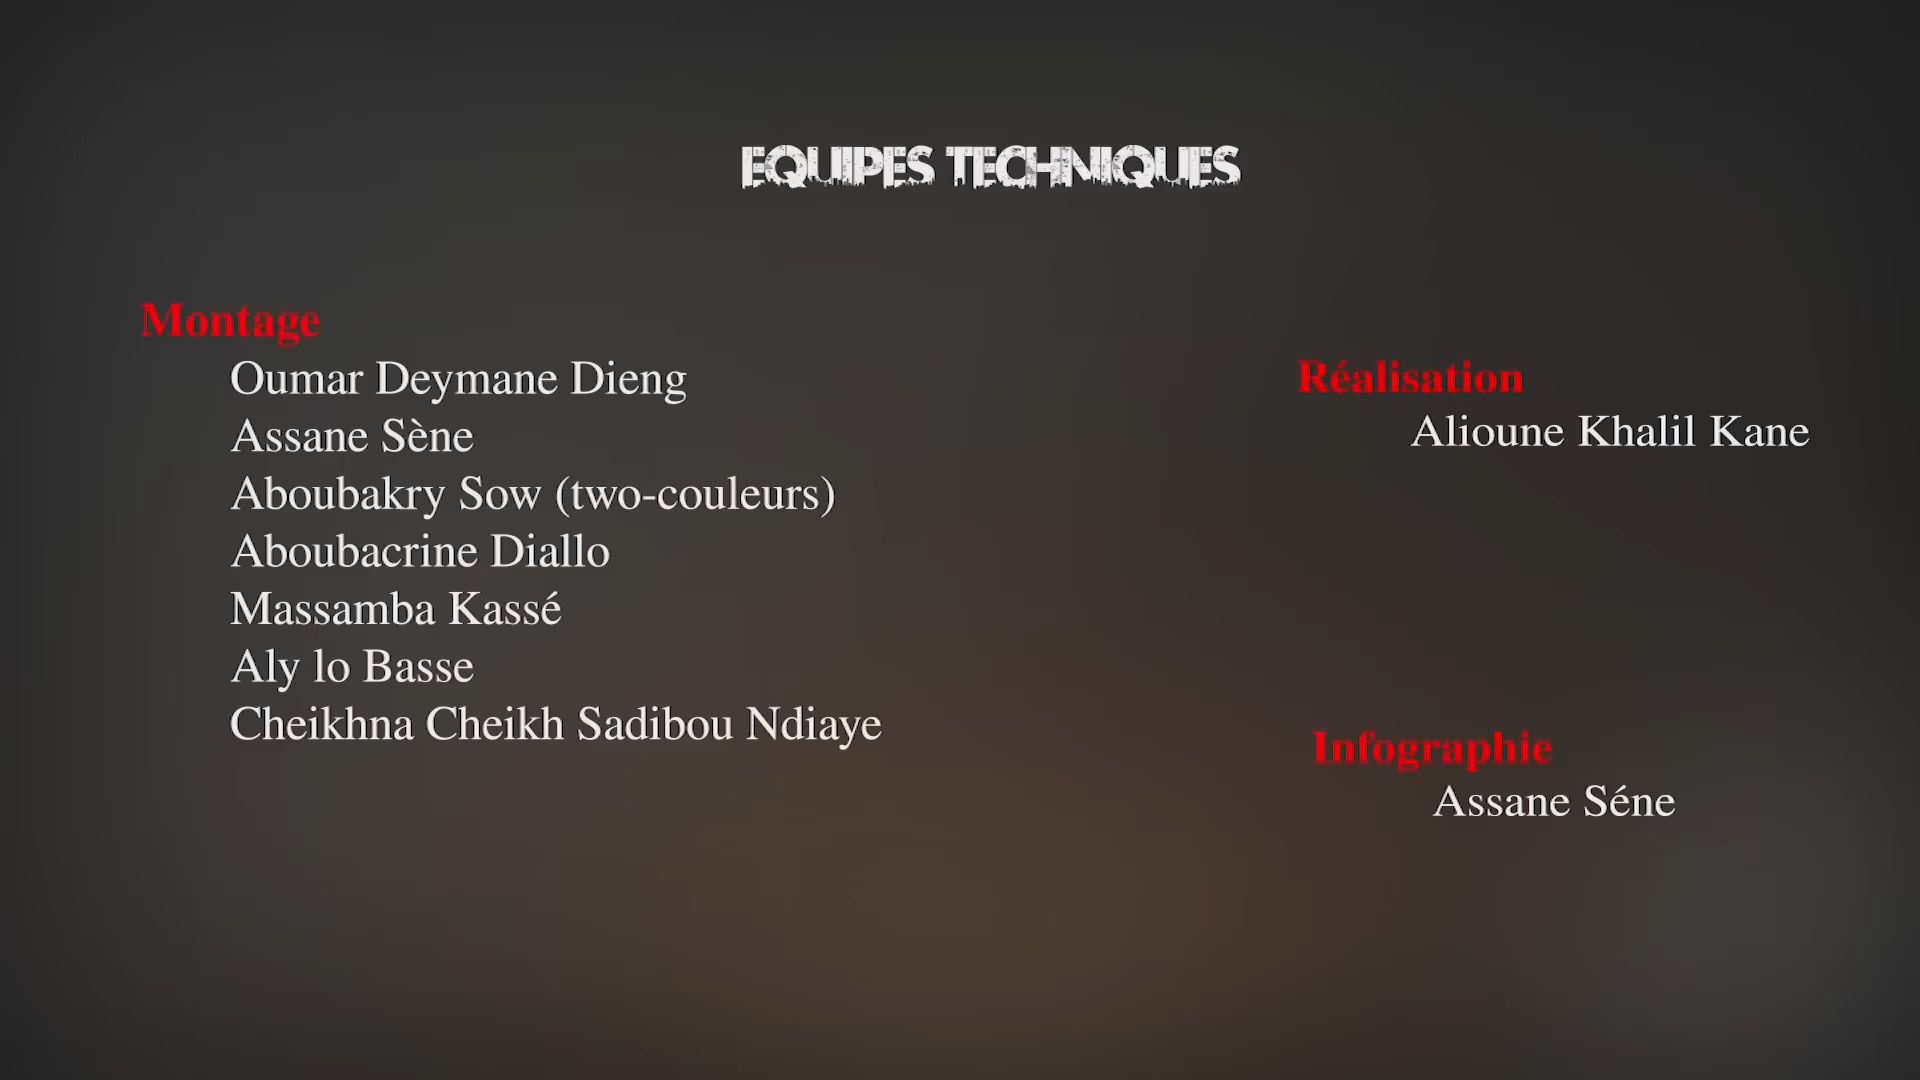 EQUIPES TECHNIQUES
Montage
Oumar Deymane Dieng
Assane Sène
Aboubakry Sow (two-couleurs)
Aboubacrine Diallo
Massamba Kassé
Aly lo Basse
Cheikhna Cheikh Sadibou Ndiaye
Réalisation
Alioune Khalil Kane
Infographie
Assane Séne